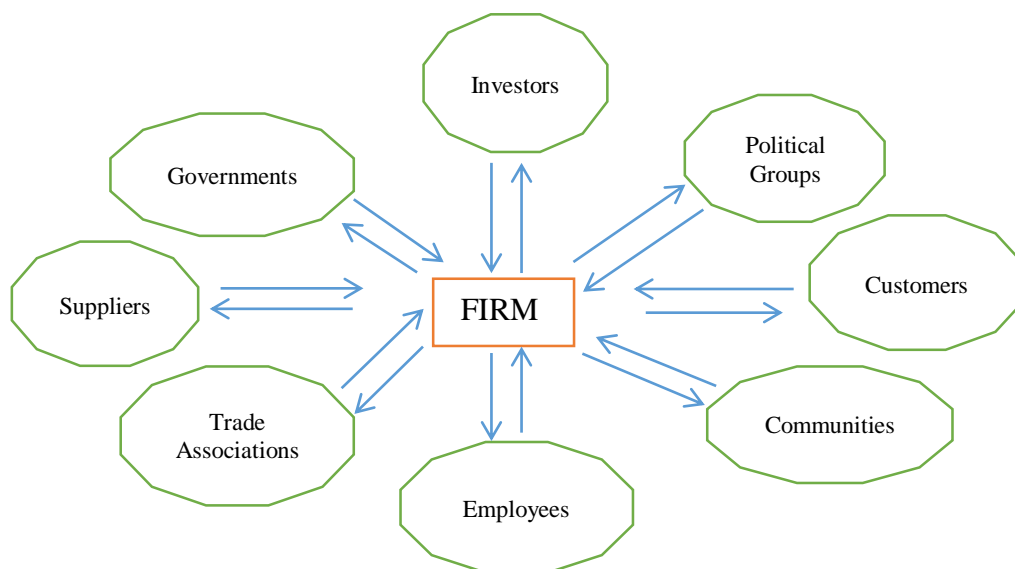 Investors
Political
Groups
Governments
Customers
Suppliers
FIRM
Trade
Associations
Communities
Employees